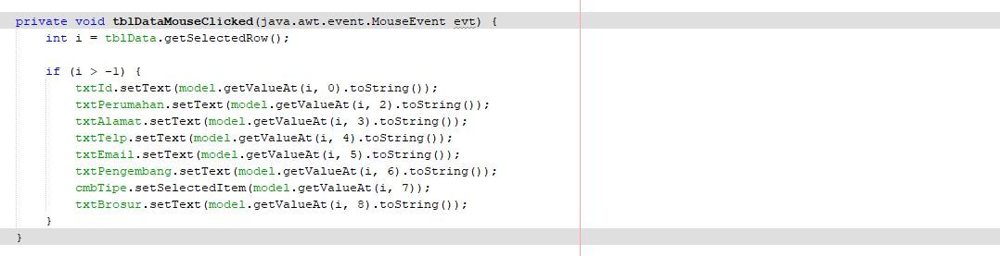 private void tblDataMouseClicked(java.awt.event.MouseEvent evt) {
    int i = tblData.getSelectedRow();

    if (i > -1) {
        txtId.setText(model.getValueAt(i, 0).toString());
        txtPerumahan.setText(model.getValueAt(i, 2).toString());
        txtAlamat.setText(model.getValueAt(i, 3).toString());
        txtTelp.setText(model.getValueAt(i, 4).toString());
        txtEmail.setText(model.getValueAt(i, 5).toString());
        txtPengembang.setText(model.getValueAt(i, 6).toString());
        cmbTipe.setSelectedItem(model.getValueAt(i, 7));
        txtBrosur.setText(model.getValueAt(i, 8).toString());
    }
}